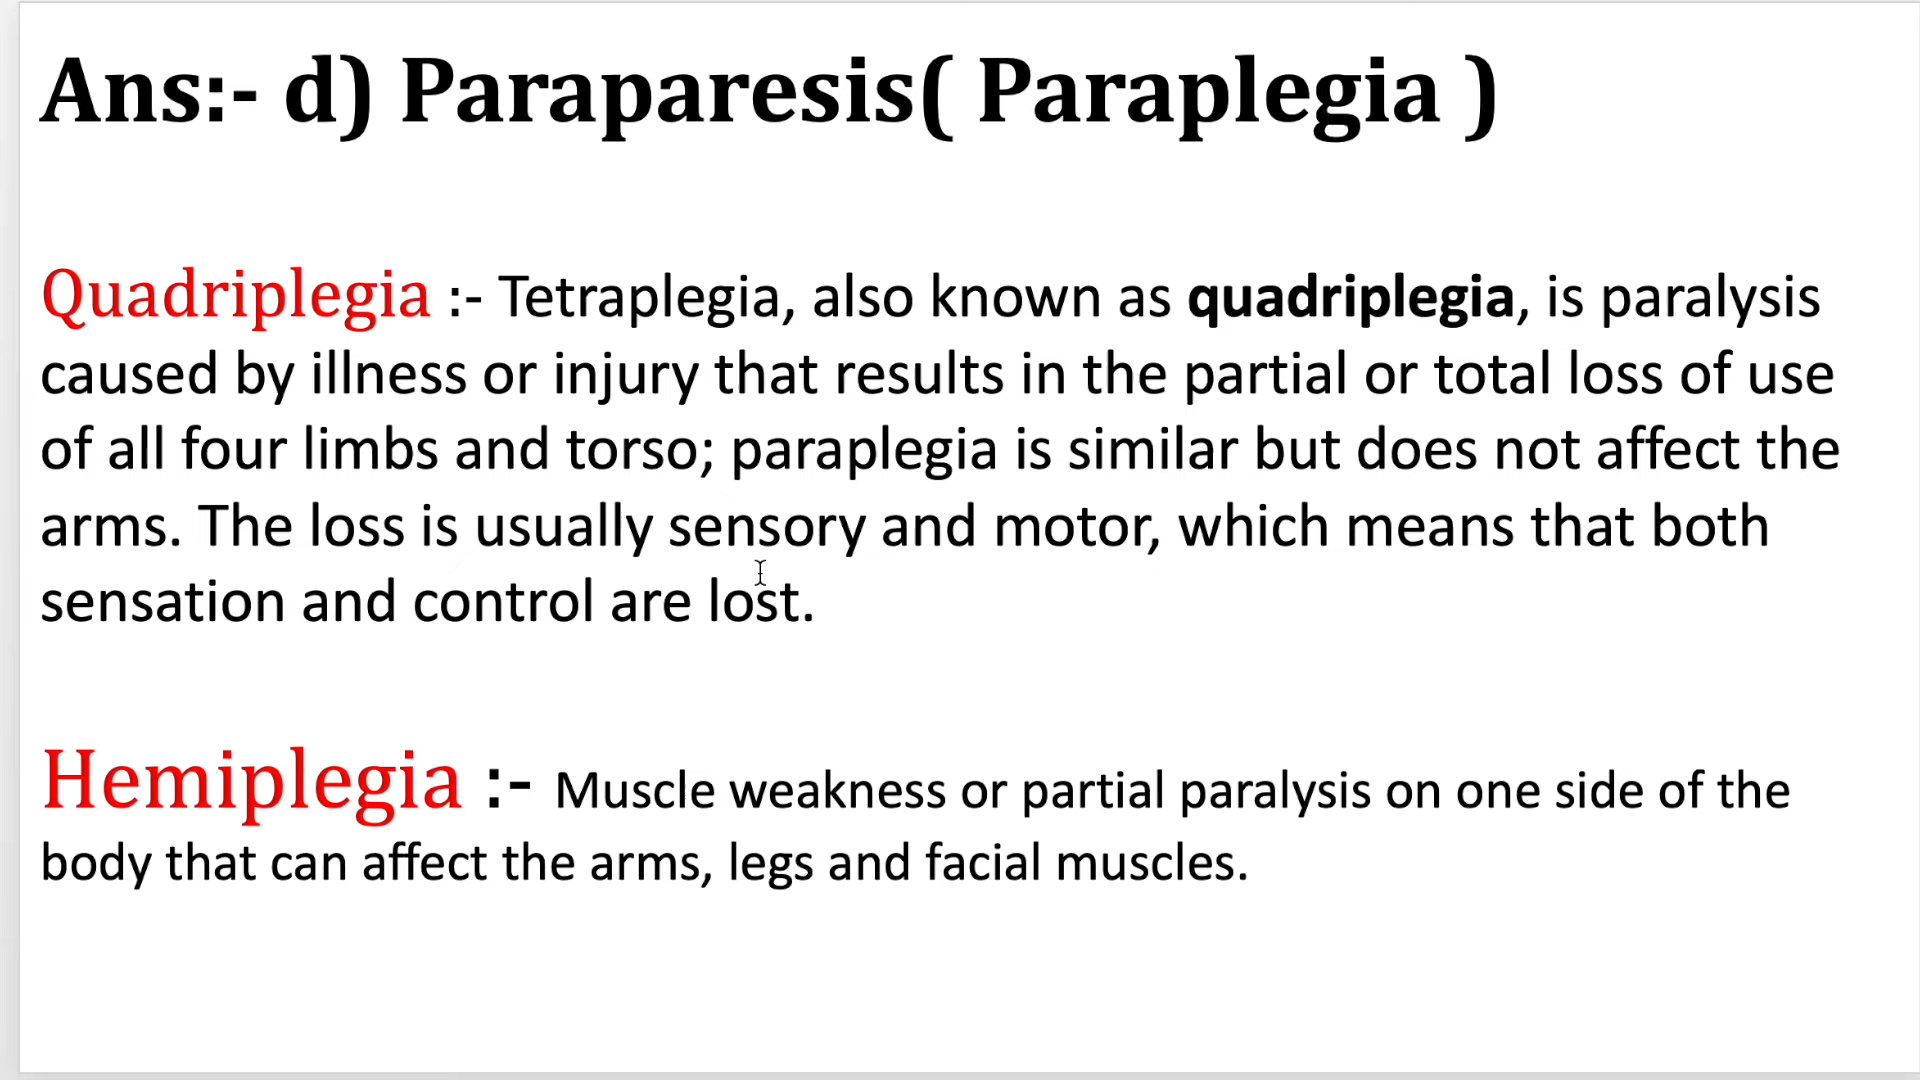 Ans:- d) Paraparesis( Paraplegia )
Quadriplegia :- Tetraplegia, also known as quadriplegia, is paralysis
caused by illness or injury that results in the partial or total loss of use
of all four limbs and torso; paraplegia is similar but does not affect the
arms. The loss is usually sensory and motor, which means that both
sensation and control are lost.
Hemiplegia :- Muscle weakness or partial paralysis on one side of the
body that can affect the arms, legs and facial muscles.